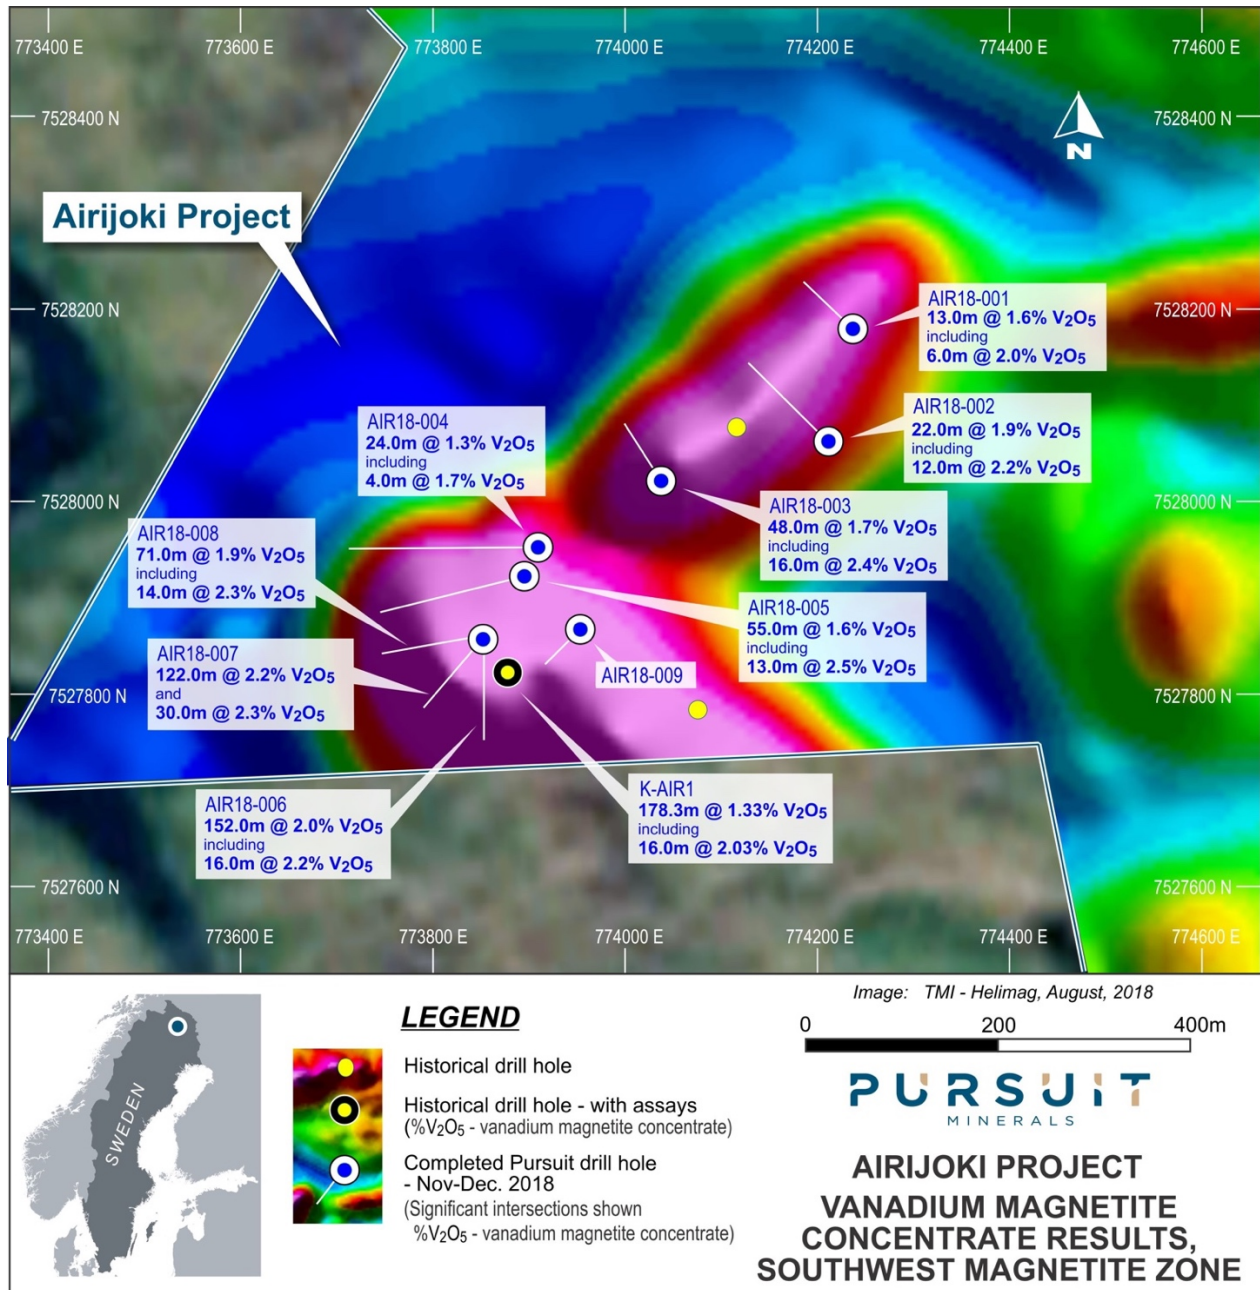 773400 E
773600 E
773800 E
774000 E
774200 E
774400 E
774600 E
7528400 N
7528400 N
N
Airijoki Project
7528200 N
7528200 N
AIR18-001
13.0m @ 1.6% V₂O₅
including
6.0m @ 2.0% V₂O₅
AIR18-002
22.0m @ 1.9% V₂O₅
including
12.0m @ 2.2% V₂O₅
AIR18-004
24.0m @ 1.3% V₂O₅
including
4.0m @ 1.7% V₂O₅
7528000 N
7528000 N
AIR18-003
48.0m @ 1.7% V₂O₅
including
16.0m @ 2.4% V₂O₅
AIR18-008
71.0m @ 1.9% V₂O₅
including
14.0m @ 2.3% V₂O₅
AIR18-005
55.0m @ 1.6% V₂O₅
including
13.0m @ 2.5% V₂O₅
AIR18-007
122.0m @ 2.2% V₂O₅
and
30.0m @ 2.3% V₂O₅
AIR18-009
7527800 N
7527800 N
AIR18-006
152.0m @ 2.0% V₂O₅
including
16.0m @ 2.2% V₂O₅
K-AIR1
178.3m @ 1.33% V₂O₅
including
16.0m @ 2.03% V₂O₅
7527600 N
7527600 N
773400 E
773600 E
773800 E
774000 E
774200 E
774400 E
774600 E
SWEDEN
LEGEND
Historical drill hole
Historical drill hole - with assays
(%V₂O₅ - vanadium magnetite concentrate)
Completed Pursuit drill hole
- Nov-Dec. 2018
(Significant intersections shown
%V₂O₅ - vanadium magnetite concentrate)
Image: TMI - Helimag, August, 2018
0 200 400m
PURSUIT
MINERALS
AIRIJOKI PROJECT
VANADIUM MAGNETITE
CONCENTRATE RESULTS,
SOUTHWEST MAGNETITE ZONE